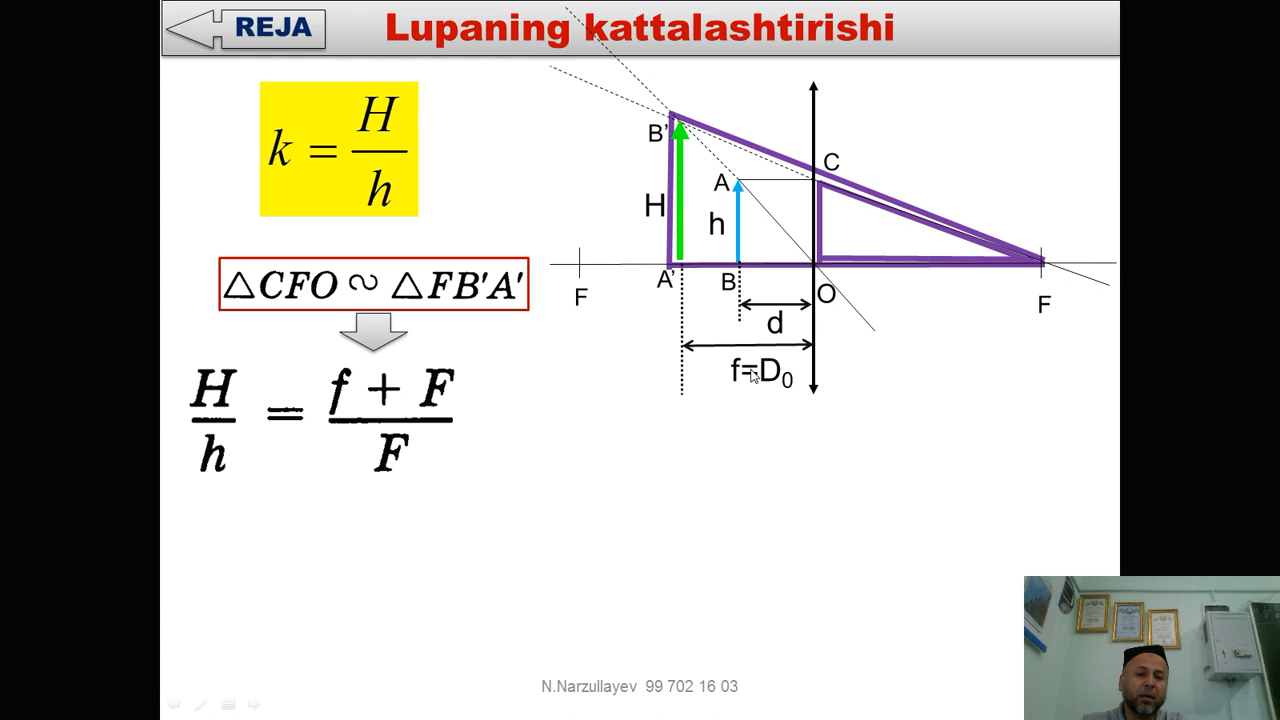 REJA
Lupaning kattalashtirishi
k = H / h
△CFO ∽ △FB'A'
H / h = f + F / F
B'
C
A
H
h
A'
B
O
F
F
d
f=D₀
N.Narzullayev 99 702 16 03